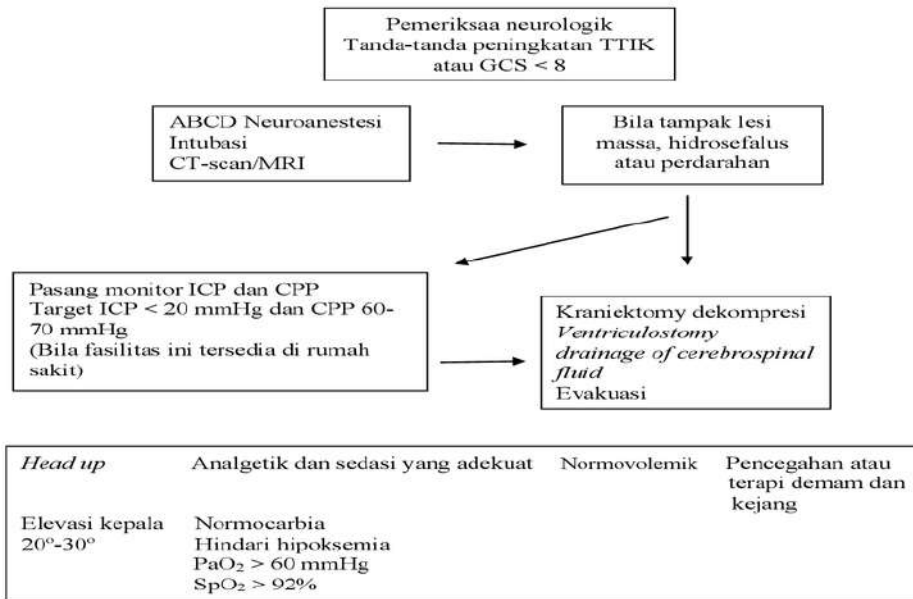 Pemeriksaa neurologik
Tanda-tanda peningkatan TTIK
atau GCS < 8
ABCD Neuroanestesi
Intubasi
CT-scan/MRI
Bila tampak lesi
massa, hidrosefalus
atau perdarahan
Pasang monitor ICP dan CPP
Target ICP < 20 mmHg dan CPP 60-
70 mmHg
(Bila fasilitas ini tersedia di rumah
sakit)
Kraniektomy dekompresi
Ventriculostomy
drainage of cerebrospinal
fluid
Evakuasi
Head up
Elevasi kepala
20°-30°
Analgetik dan sedasi yang adekuat
Normocarbia
Hindari hipoksemia
PaO₂ > 60 mmHg
SpO₂ > 92%
Normovolemik
Pencegahan atau
terapi demam dan
kejang